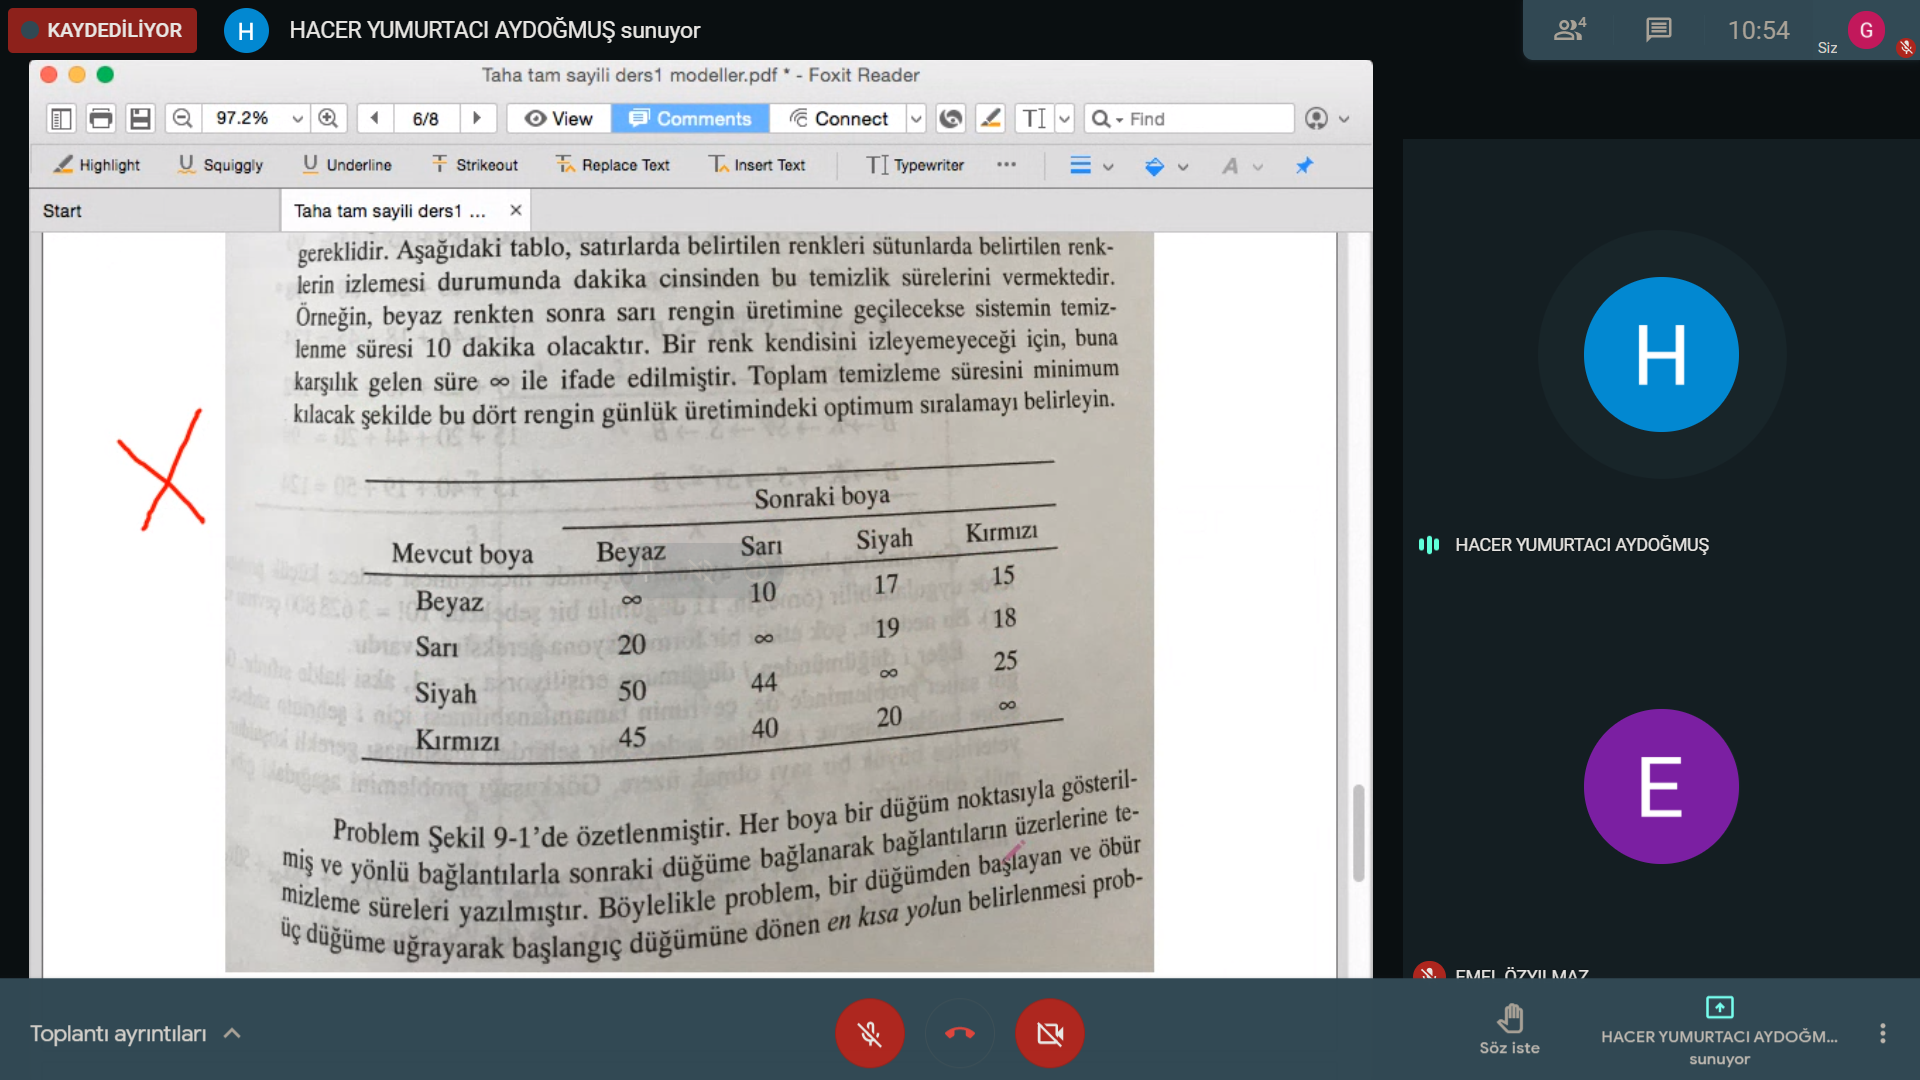 KAYDEDİLİYOR
H
HACER YUMURTACI AYDOĞMUŞ sunuyor
4
10:54
Siz
G
Taha tam sayili ders1 modeller.pdf * - Foxit Reader
97.2%
6/8
View
Comments
Connect
Find
Highlight
Squiggly
Underline
Strikeout
Replace Text
Insert Text
Typewriter
Start
Taha tam sayili ders1 ...
gereklidir. Aşağıdaki tablo, satırlarda belirtilen renkleri sütunlarda belirtilen renk-
lerin izlemesi durumunda dakika cinsinden bu temizlik sürelerini vermektedir.
Örneğin, beyaz renkten sonra sarı rengin üretimine geçilecekse sistemin temiz-
lenme süresi 10 dakika olacaktır. Bir renk kendisini izleyemeyeceği için, buna
karşılık gelen süre ∞ ile ifade edilmiştir. Toplam temizleme süresini minimum
kılacak şekilde bu dört rengin günlük üretimindeki optimum sıralamayı belirleyin.
Sonraki boya
Mevcut boya Beyaz Sarı Siyah Kırmızı
Beyaz ∞ 10 17 15
Sarı 20 ∞ 19 18
Siyah 50 44 ∞ 25
Kırmızı 45 40 20 ∞
Problem Şekil 9-1'de özetlenmiştir. Her boya bir düğüm noktasıyla gösteril-
miş ve yönlü bağlantılarla sonraki düğüme bağlanarak bağlantıların üzerlerine te-
mizleme süreleri yazılmıştır. Böylelikle problem, bir düğümden başlayan ve öbür
üç düğüme uğrayarak başlangıç düğümüne dönen en kısa yolun belirlenmesi prob-
H
HACER YUMURTACI AYDOĞMUŞ
E
EMEL ÖZYILMAZ
Toplantı ayrıntıları
Söz iste
HACER YUMURTACI AYDOĞM...
sunuyor